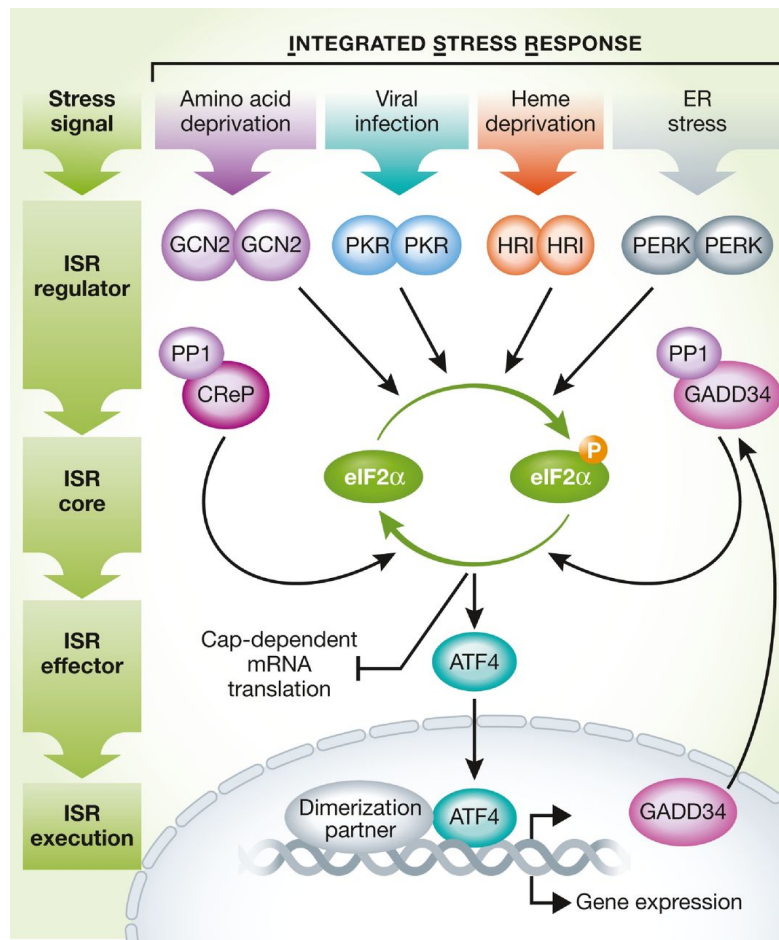 INTEGRATED STRESS RESPONSE
Stress
signal
Amino acid
deprivation
Viral
infection
Heme
deprivation
ER
stress
ISR
regulator
GCN2 GCN2
PKR PKR
HRI HRI
PERK PERK
PP1
CReP
PP1
GADD34
ISR
core
eIF2α
eIF2α
P
ISR
effector
Cap-dependent
mRNA
translation
ATF4
ISR
execution
Dimerization
partner
ATF4
GADD34
Gene expression